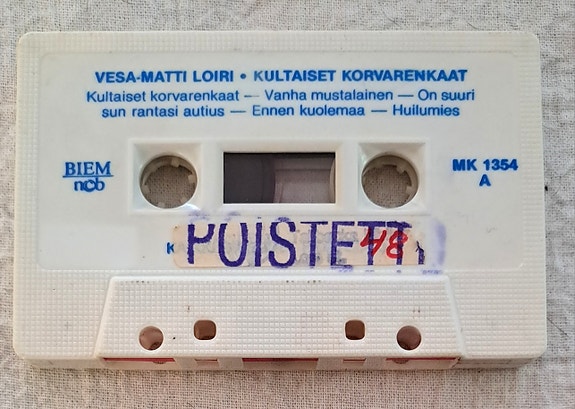 VESA-MATTI LOIRI • KULTAISET KORVARENKAAT
Kultaiset korvarenkaat — Vanha mustalainen — On suuri
sun rantasi autius — Ennen kuolemaa — Huilumies
BIEM
ncb
MK 1354
A
K
POISTETTU